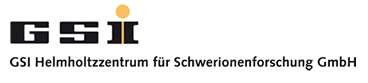 GSI
GSI Helmholtzzentrum für Schwerionenforschung GmbH